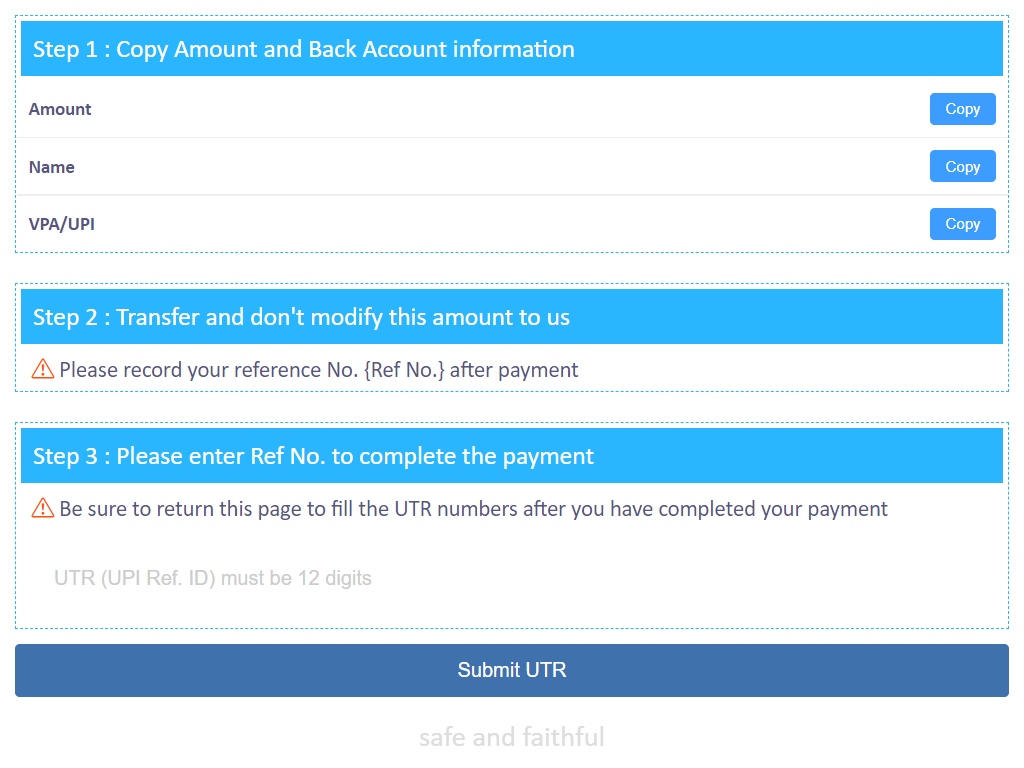 Step 1 : Copy Amount and Back Account information
Amount Copy
Name Copy
VPA/UPI Copy
Step 2 : Transfer and don't modify this amount to us
Please record your reference No. {Ref No.} after payment
Step 3 : Please enter Ref No. to complete the payment
Be sure to return this page to fill the UTR numbers after you have completed your payment
UTR (UPI Ref. ID) must be 12 digits
Submit UTR
safe and faithful